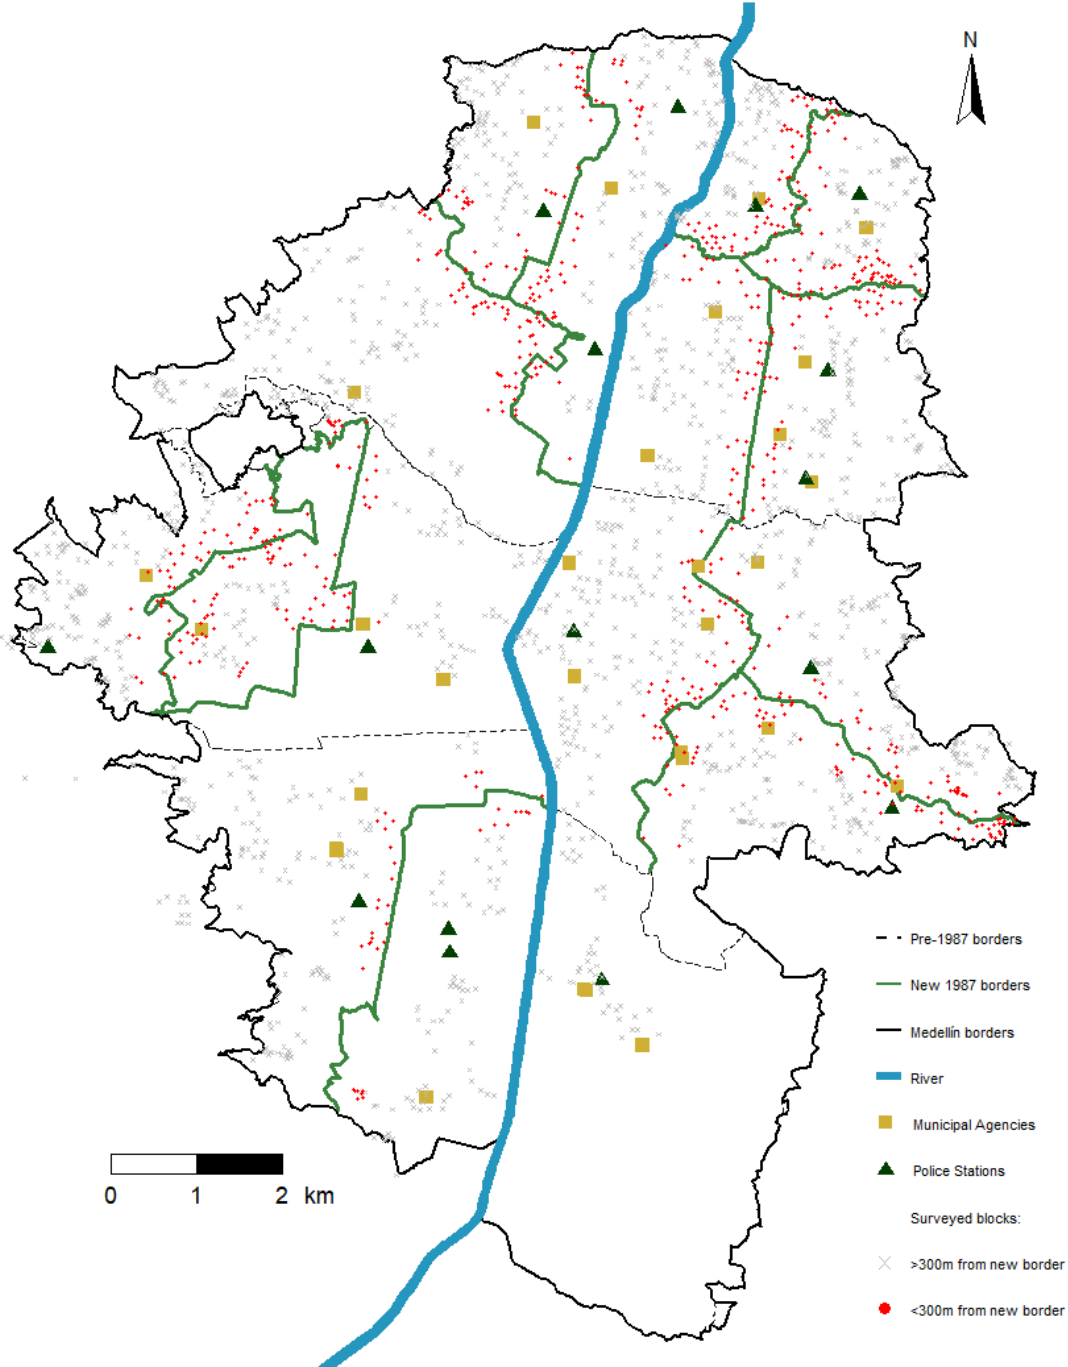 N
Pre-1987 borders
New 1987 borders
Medellín borders
River
Municipal Agencies
Police Stations
Surveyed blocks:
>300m from new border
<300m from new border
0 1 2 km